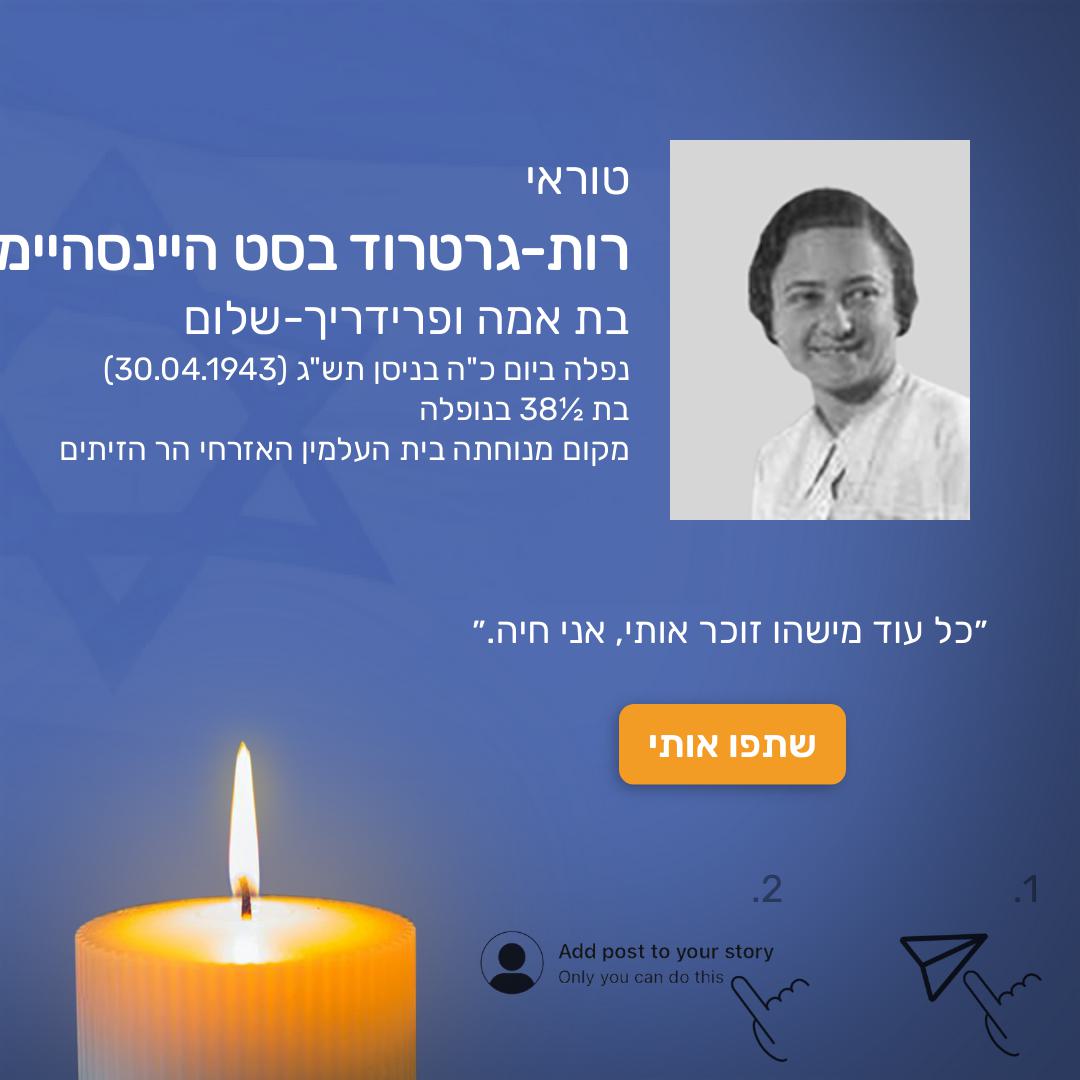 טוראי
רות-גרטרוד בסט היינסהיימ
בת אמה ופרידריך-שלום
נפלה ביום כ"ה בניסן תש"ג (30.04.1943)
בת 38½ בנופלה
מקום מנוחתה בית העלמין האזרחי הר הזיתים
״כל עוד מישהו זוכר אותי, אני חיה.״
שתפו אותי
1.
2.
Add post to your story
Only you can do this